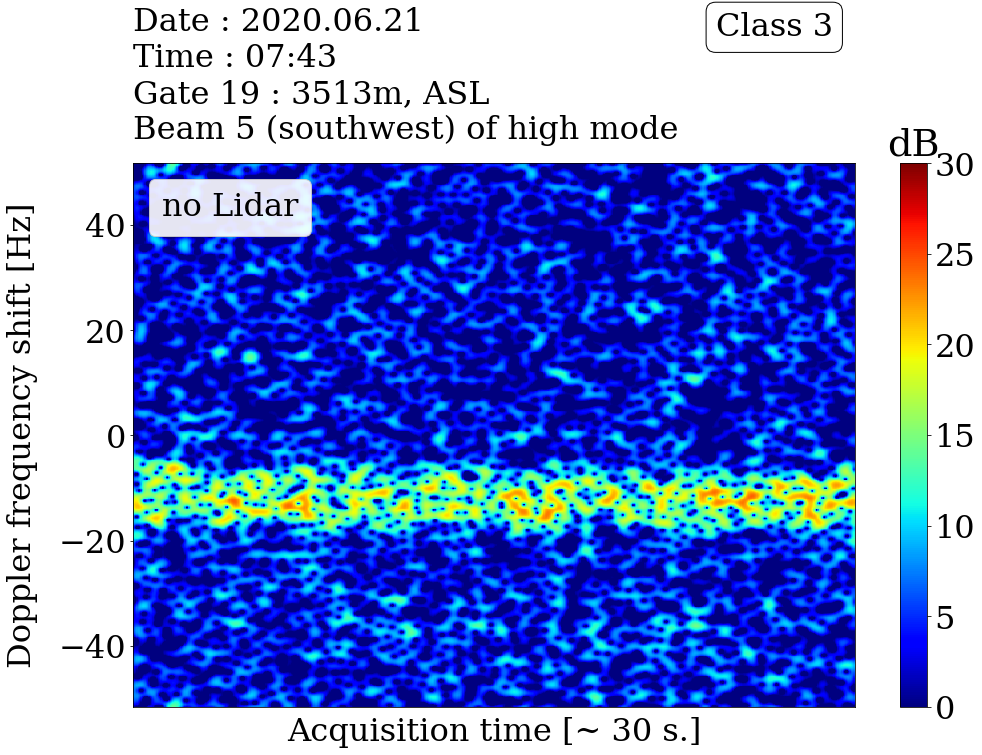 Date : 2020.06.21
Time : 07:43
Gate 19 : 3513m, ASL
Beam 5 (southwest) of high mode
Class 3
dB
no Lidar
Doppler frequency shift [Hz]
40
20
0
−20
−40
30
25
20
15
10
5
0
Acquisition time [~ 30 s.]